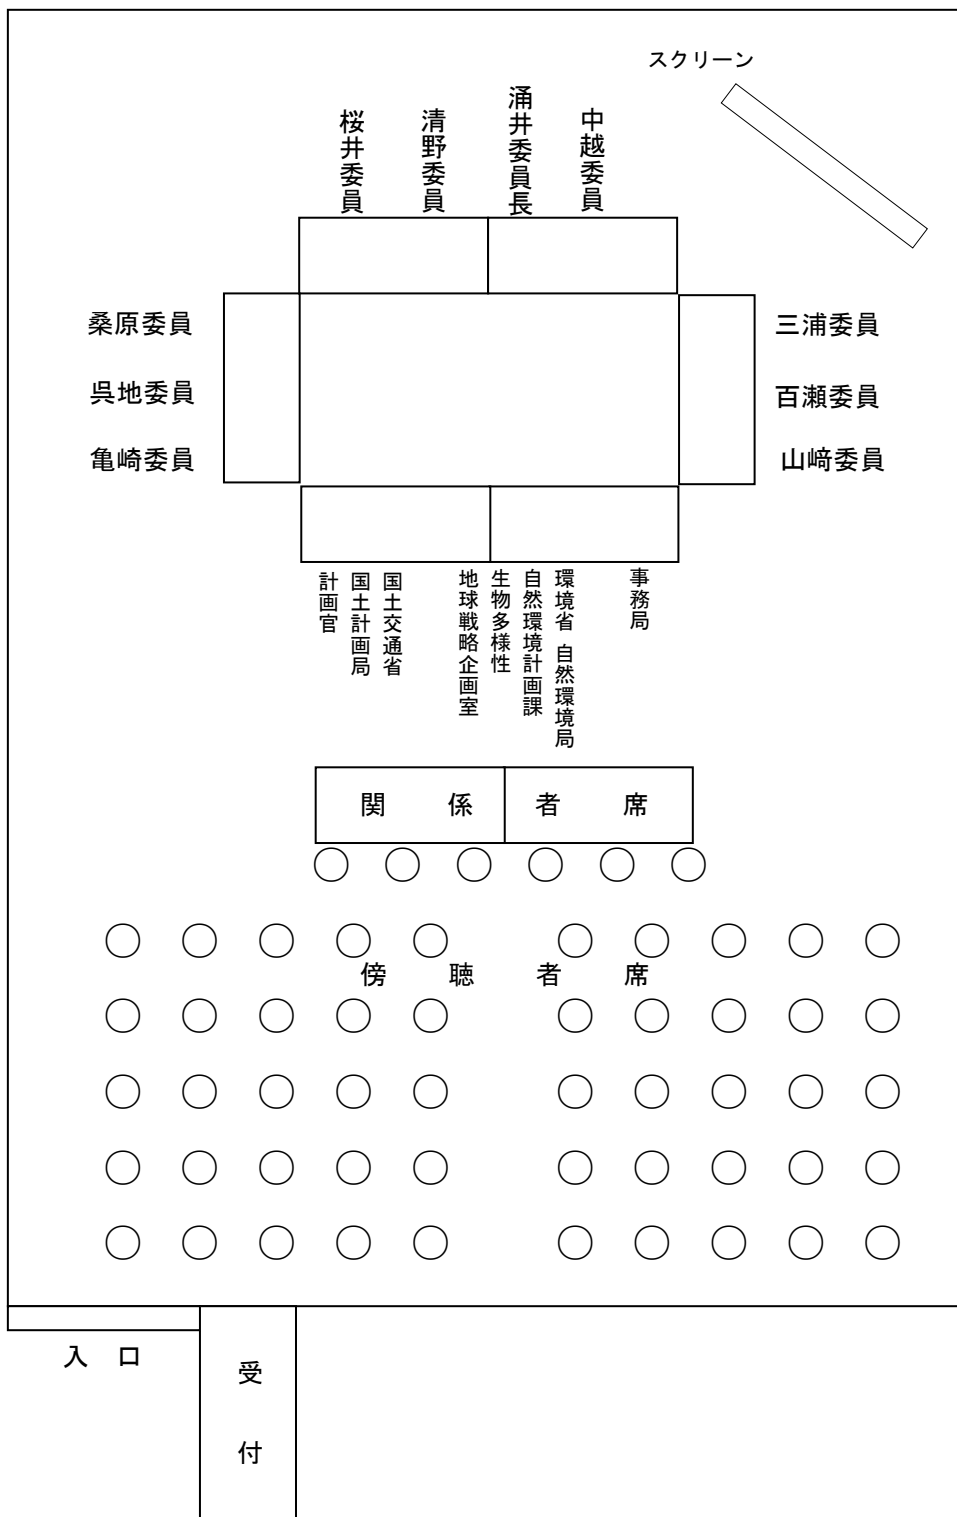 スクリーン
桜井委員
清野委員
涌井委員長
中越委員
桑原委員
呉地委員
亀崎委員
三浦委員
百瀬委員
山﨑委員
国土交通省
国土計画局
計画官
環境省 自然環境局
自然環境計画課
生物多様性
地球戦略企画室
事務局
関係者席
傍聴者席
入口
受付